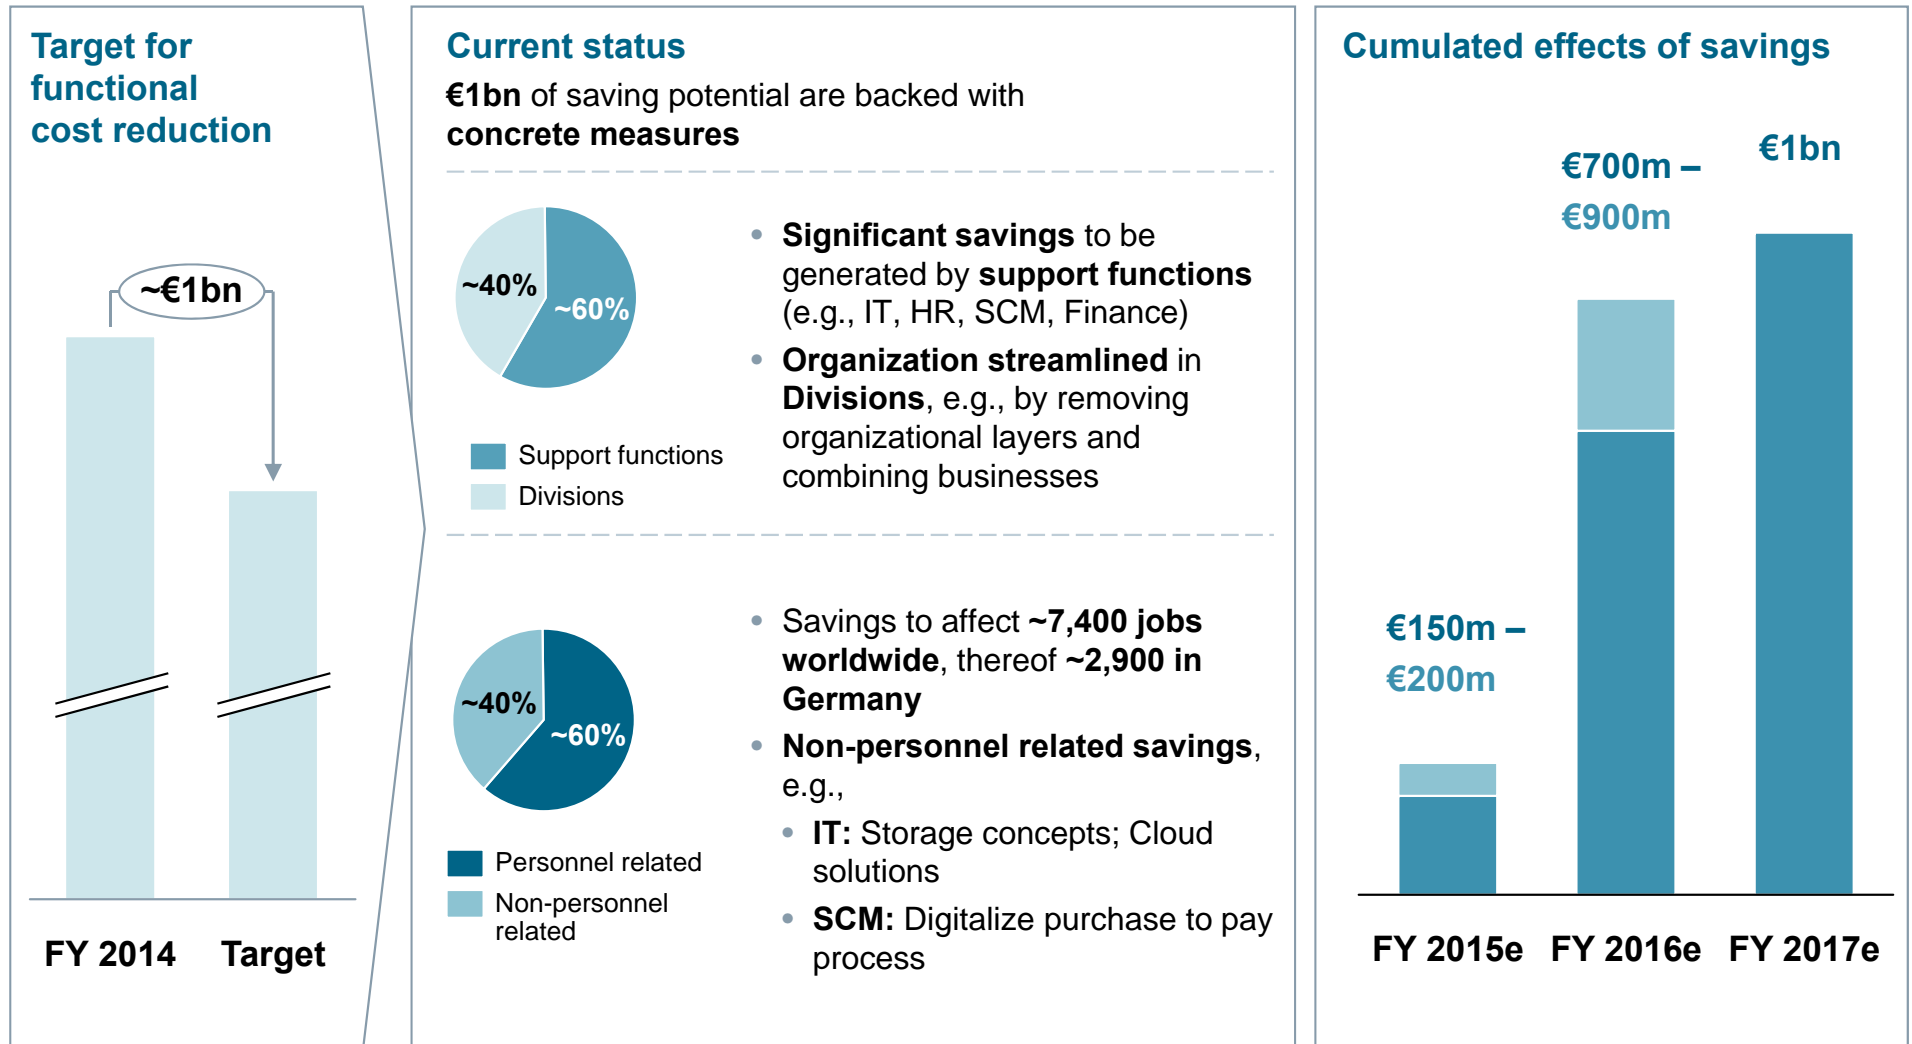 Target for
functional
cost reduction
~€1bn
FY 2014
Target
Current status
€1bn of saving potential are backed with
concrete measures
~40%
~60%
Support functions
Divisions
• Significant savings to be
generated by support functions
(e.g., IT, HR, SCM, Finance)
• Organization streamlined in
Divisions, e.g., by removing
organizational layers and
combining businesses
~40%
~60%
Personnel related
Non-personnel
related
• Savings to affect ~7,400 jobs
worldwide, thereof ~2,900 in
Germany
• Non-personnel related savings,
e.g.,
• IT: Storage concepts; Cloud
solutions
• SCM: Digitalize purchase to pay
process
Cumulated effects of savings
€150m –
€200m
€700m –
€900m
€1bn
FY 2015e
FY 2016e
FY 2017e